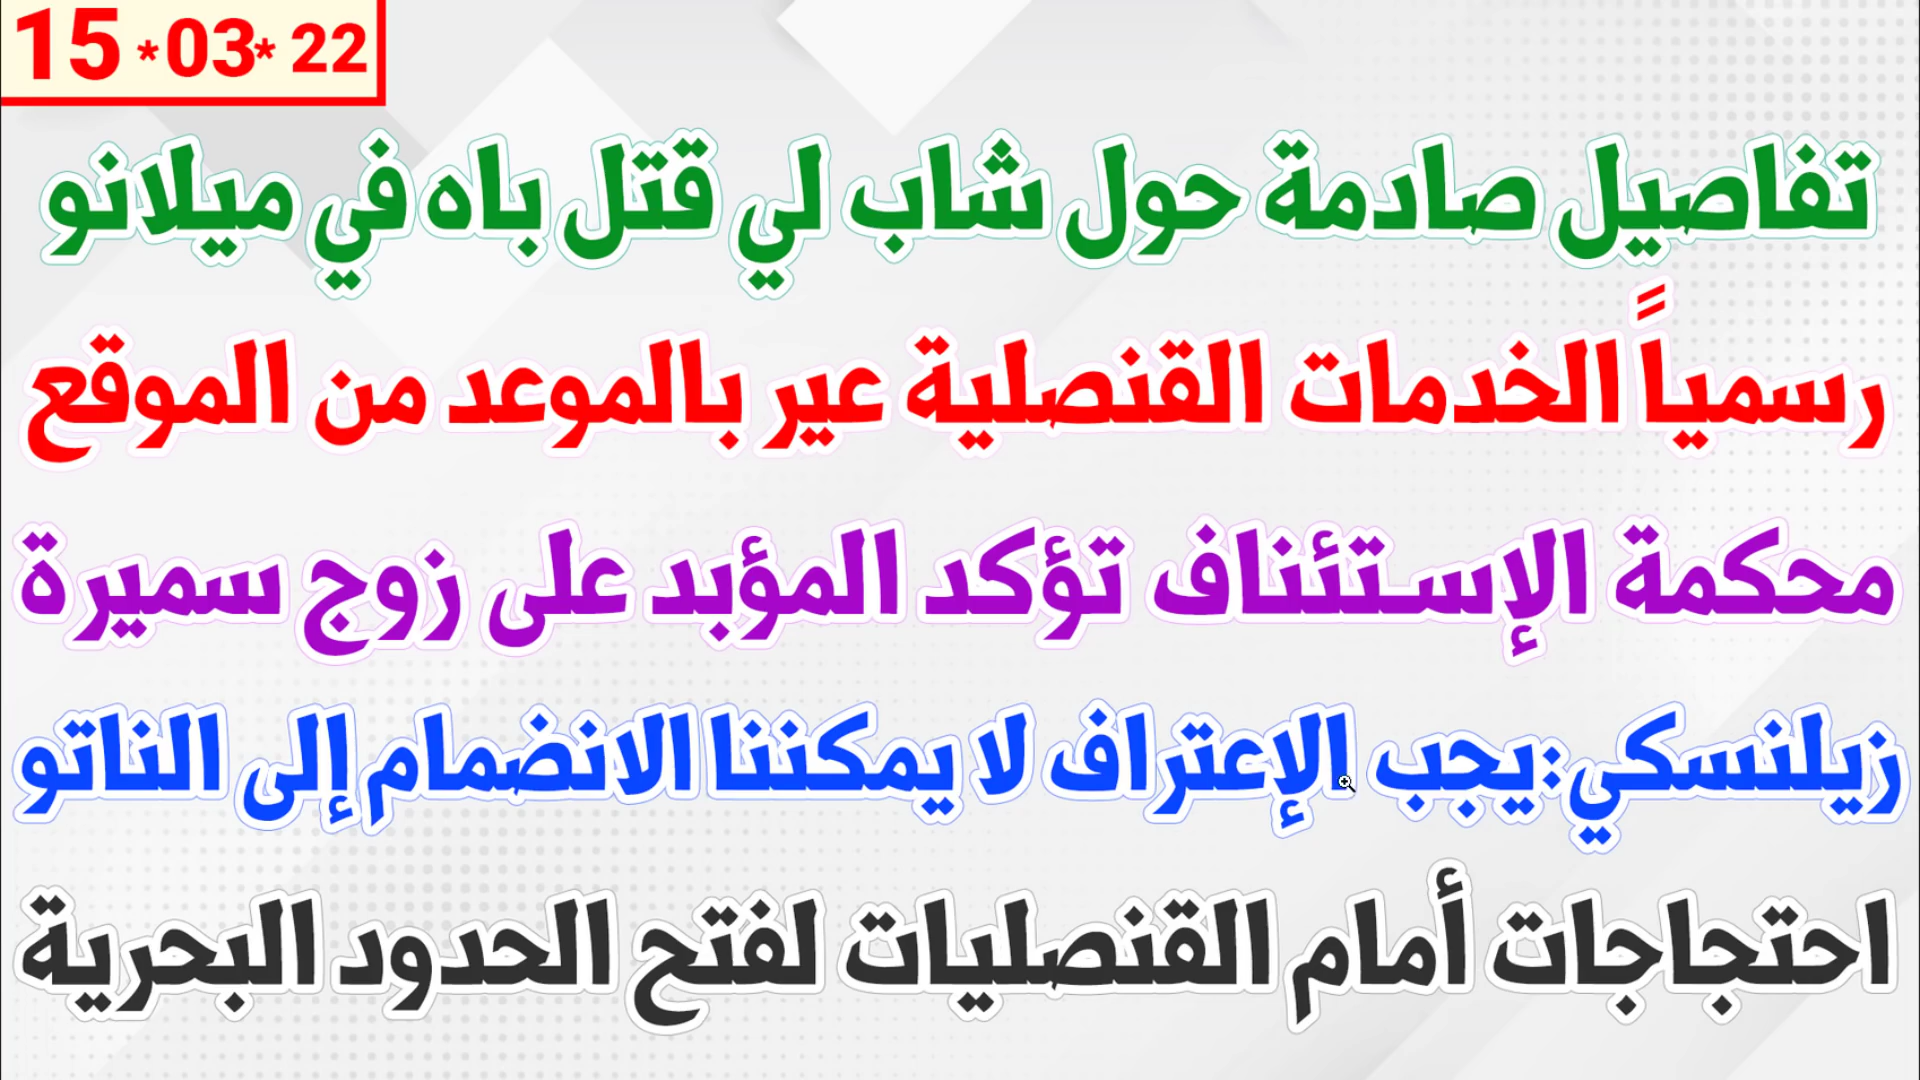 15 *03* 22
تفاصيل صادمة حول شاب لي قتل باه في ميلانو
رسمياً الخدمات القنصلية عير بالموعد من الموقع
محكمة الإستئناف تؤكد المؤبد على زوج سميرة
زيلنسكي:يجب الإعتراف لا يمكننا الانضمام إلى الناتو
احتجاجات أمام القنصليات لفتح الحدود البحرية